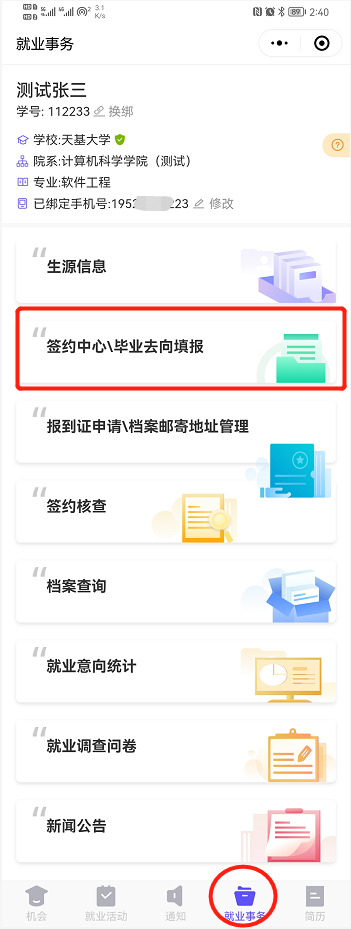 3.1
K/s
89
2:40
就业事务
测试张三
学号: 112233 换绑
学校:天基大学
院系:计算机科学学院（测试）
专业:软件工程
已绑定手机号:1952 223 修改
生源信息
签约中心\毕业去向填报
报到证申请\档案邮寄地址管理
签约核查
档案查询
就业意向统计
就业调查问卷
新闻公告
机会 就业活动 通知 就业事务 简历